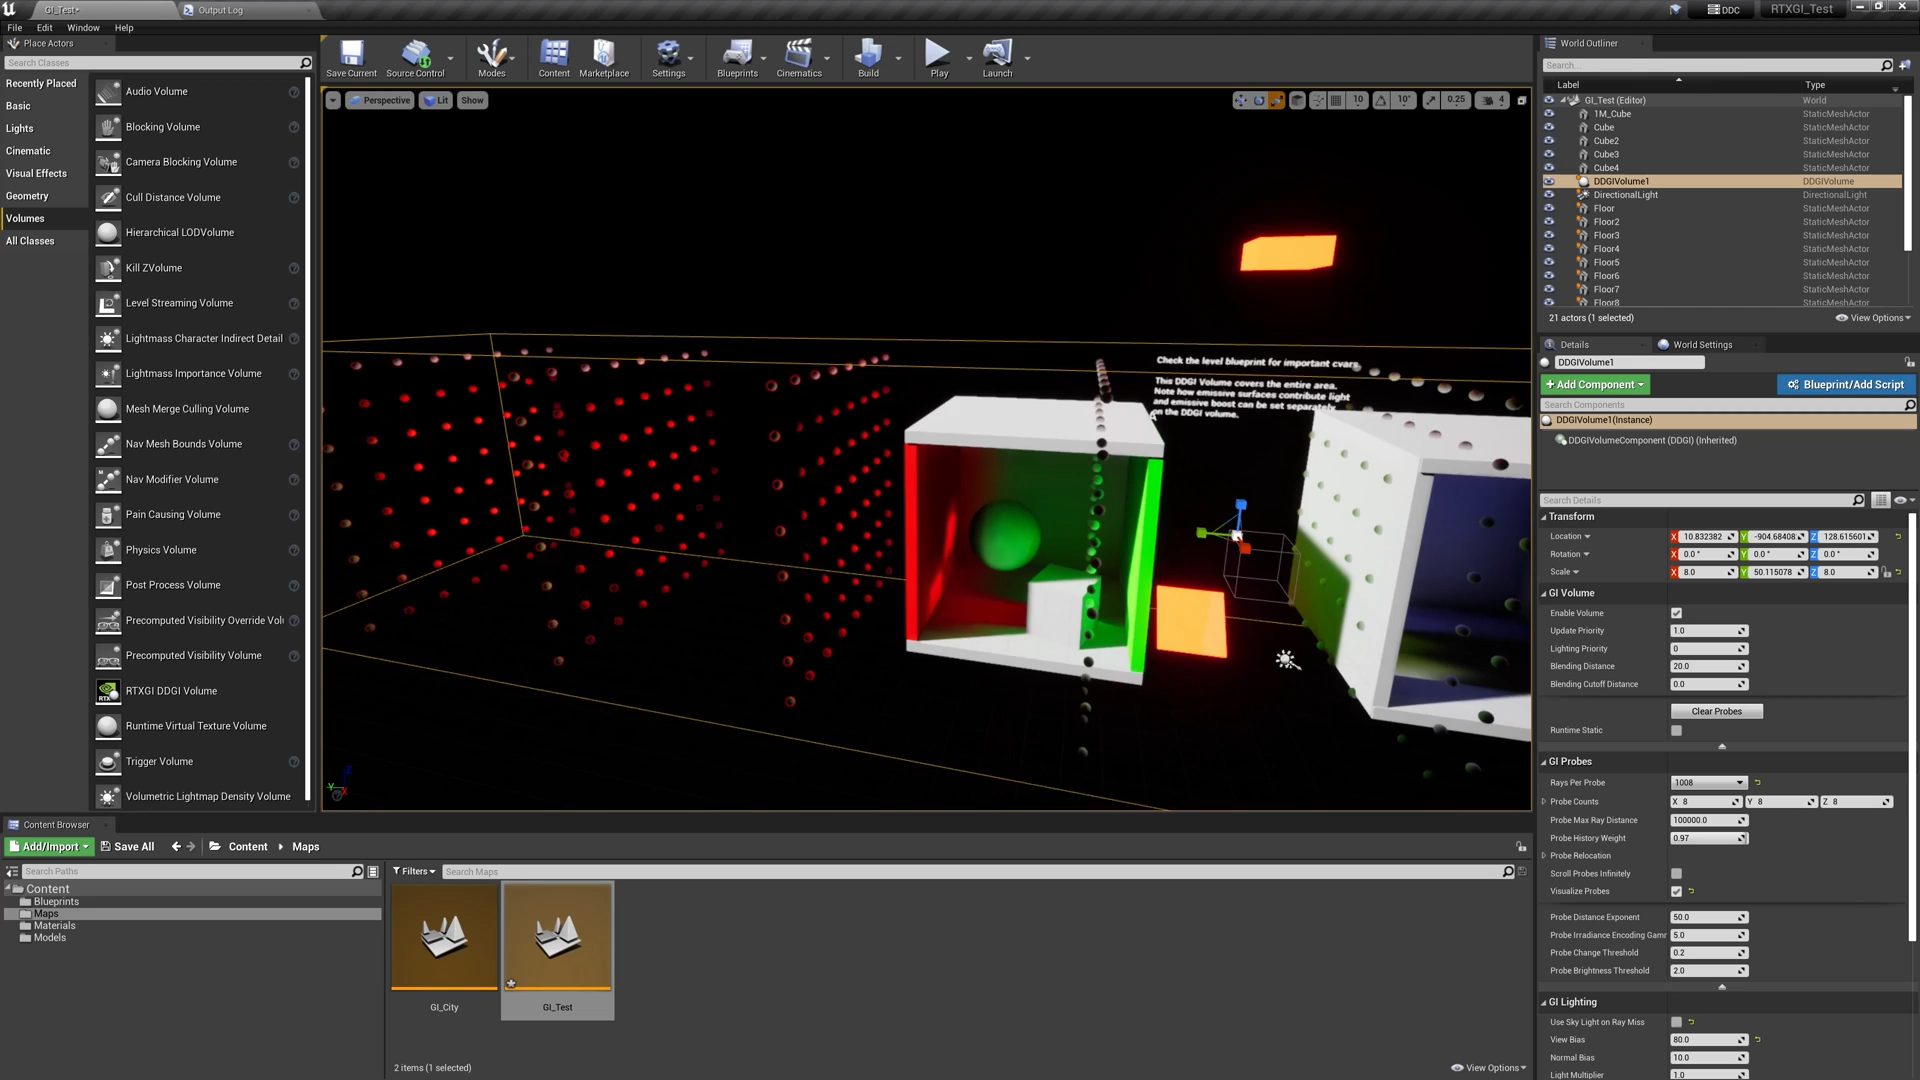 GI_Test*
Output Log
DDC
RTXGI_Test
File Edit Window Help
Place Actors
Search Classes
Recently Placed
Basic
Lights
Cinematic
Visual Effects
Geometry
Volumes
All Classes
Audio Volume
Blocking Volume
Camera Blocking Volume
Cull Distance Volume
Hierarchical LODVolume
Kill ZVolume
Level Streaming Volume
Lightmass Character Indirect Detail
Lightmass Importance Volume
Mesh Merge Culling Volume
Nav Mesh Bounds Volume
Nav Modifier Volume
Pain Causing Volume
Physics Volume
Post Process Volume
Precomputed Visibility Override Volu
Precomputed Visibility Volume
RTXGI DDGI Volume
Runtime Virtual Texture Volume
Trigger Volume
Volumetric Lightmap Density Volume
Save Current
Source Control
Modes
Content
Marketplace
Settings
Blueprints
Cinematics
Build
Play
Launch
Perspective
Lit
Show
10
10°
0.25
4
Check the level blueprint for important cvars.
This DDGI Volume covers the entire area.
Note how emissive surfaces contribute light
and emissive boost can be set separately
on the DDGI volume.
World Outliner
Search...
Label Type
GI_Test (Editor) World
1M_Cube StaticMeshActor
Cube StaticMeshActor
Cube2 StaticMeshActor
Cube3 StaticMeshActor
Cube4 StaticMeshActor
DDGIVolume1 DDGIVolume
DirectionalLight DirectionalLight
Floor StaticMeshActor
Floor2 StaticMeshActor
Floor3 StaticMeshActor
Floor4 StaticMeshActor
Floor5 StaticMeshActor
Floor6 StaticMeshActor
Floor7 StaticMeshActor
Floor8 StaticMeshActor
21 actors (1 selected)
View Options
Details
World Settings
DDGIVolume1
+ Add Component
Blueprint/Add Script
Search Components
DDGIVolume1(Instance)
DDGIVolumeComponent (DDGI) (Inherited)
Search Details
Transform
Location X 10.832382 Y -904.68408 Z 128.615601
Rotation X 0.0 ° Y 0.0 ° Z 0.0 °
Scale X 8.0 Y 50.115078 Z 8.0
GI Volume
Enable Volume
Update Priority 1.0
Lighting Priority 0
Blending Distance 20.0
Blending Cutoff Distance 0.0
Clear Probes
Runtime Static
GI Probes
Rays Per Probe 1008
Probe Counts X 8 Y 8 Z 8
Probe Max Ray Distance 100000.0
Probe History Weight 0.97
Probe Relocation
Scroll Probes Infinitely
Visualize Probes
Probe Distance Exponent 50.0
Probe Irradiance Encoding Gamm 5.0
Probe Change Threshold 0.2
Probe Brightness Threshold 2.0
GI Lighting
Use Sky Light on Ray Miss
View Bias 80.0
Normal Bias 10.0
Light Multiplier 1.0
Content Browser
Add/Import
Save All
Content
Maps
Search Paths
Filters
Search Maps
Content
Blueprints
Maps
Materials
Models
GI_City
GI_Test
2 items (1 selected)
View Options